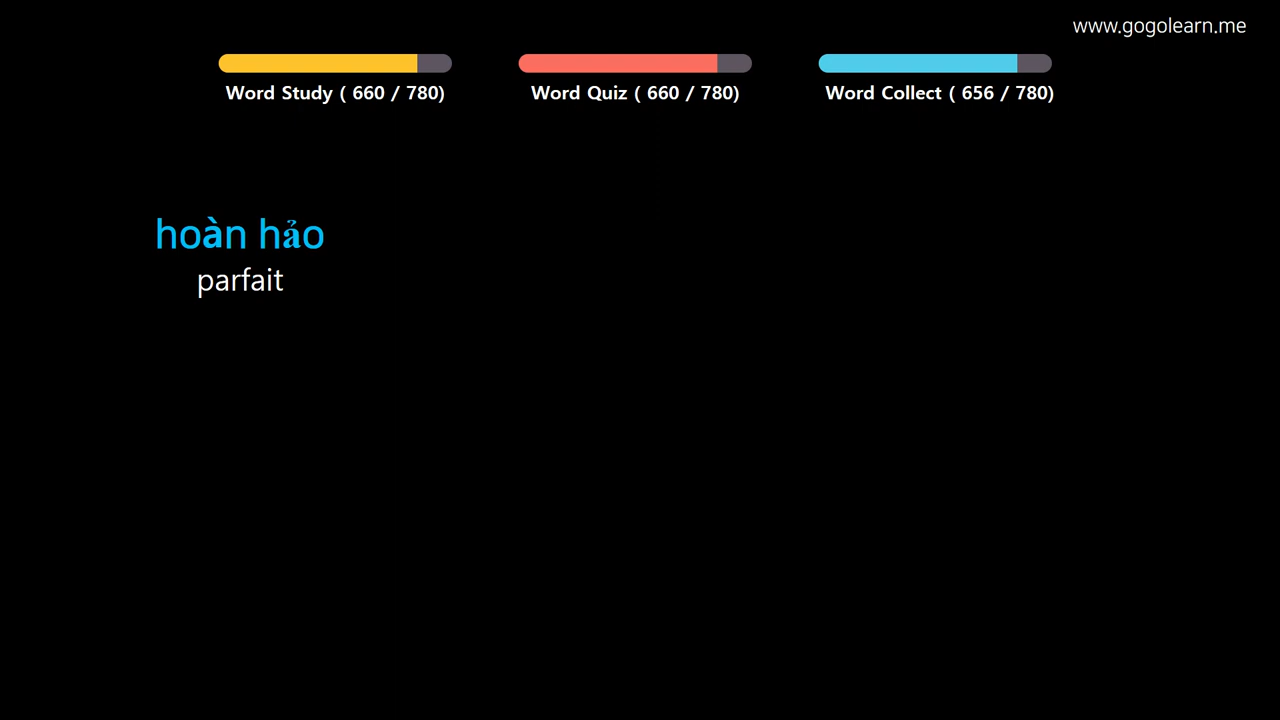 www.gogolearn.me
Word Study ( 660 / 780)
Word Quiz ( 660 / 780)
Word Collect ( 656 / 780)
hoàn hảo
parfait